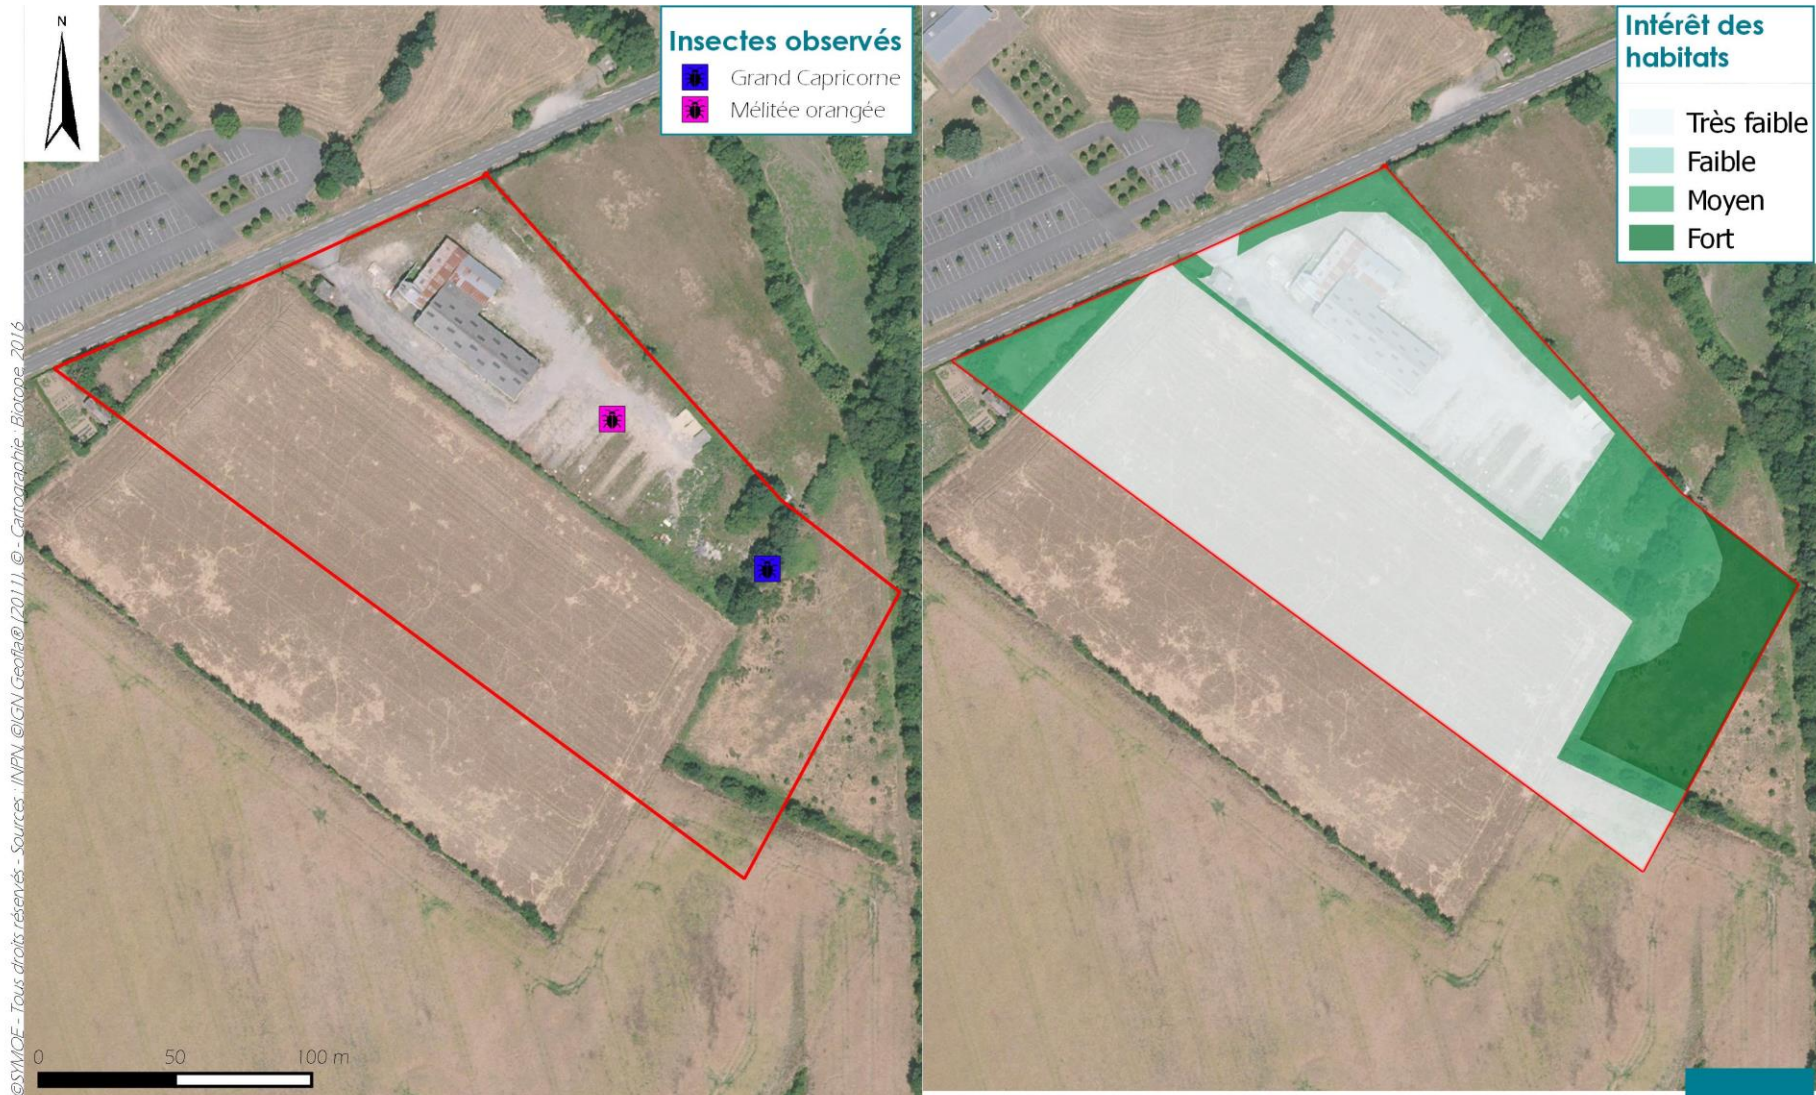 N
Insectes observés
Grand Capricorne
Mélitée orangée
Intérêt des
habitats
Très faible
Faible
Moyen
Fort
©SYMOE - Tous droits réservés - Sources : INPN, ©IGN Geofla® (2011), © - Cartographie : Biotope, 2016
0 50 100 m